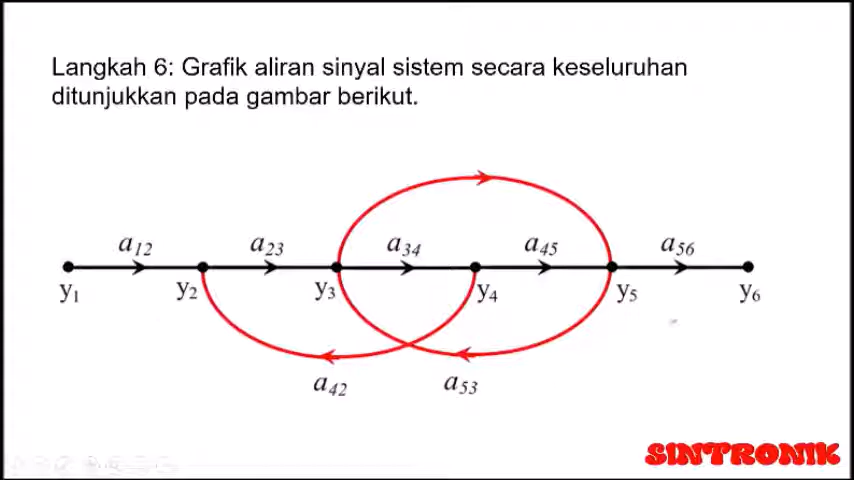 Langkah 6: Grafik aliran sinyal sistem secara keseluruhan
ditunjukkan pada gambar berikut.
a12 a23 a34 a45 a56
y1 y2 y3 y4 y5 y6
a42 a53
SINTRONIK